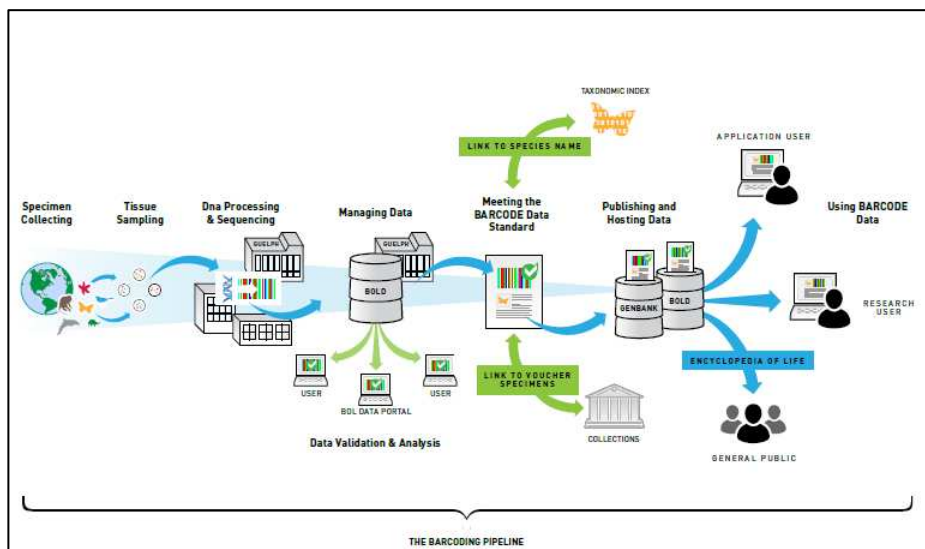 TAXONOMIC INDEX
LINK TO SPECIES NAME
APPLICATION USER
Specimen
Collecting
Tissue
Sampling
Dna Processing
& Sequencing
Managing Data
Meeting the
BARCODE Data
Standard
Publishing and
Hosting Data
Using BARCODE
Data
GUELPH
GUELPH
BOLD
GENBANK
BOLD
RESEARCH
USER
USER
BOL DATA PORTAL
USER
LINK TO VOUCHER
SPECIMENS
ENCYCLOPEDIA OF LIFE
COLLECTIONS
Data Validation & Analysis
GENERAL PUBLIC
THE BARCODING PIPELINE